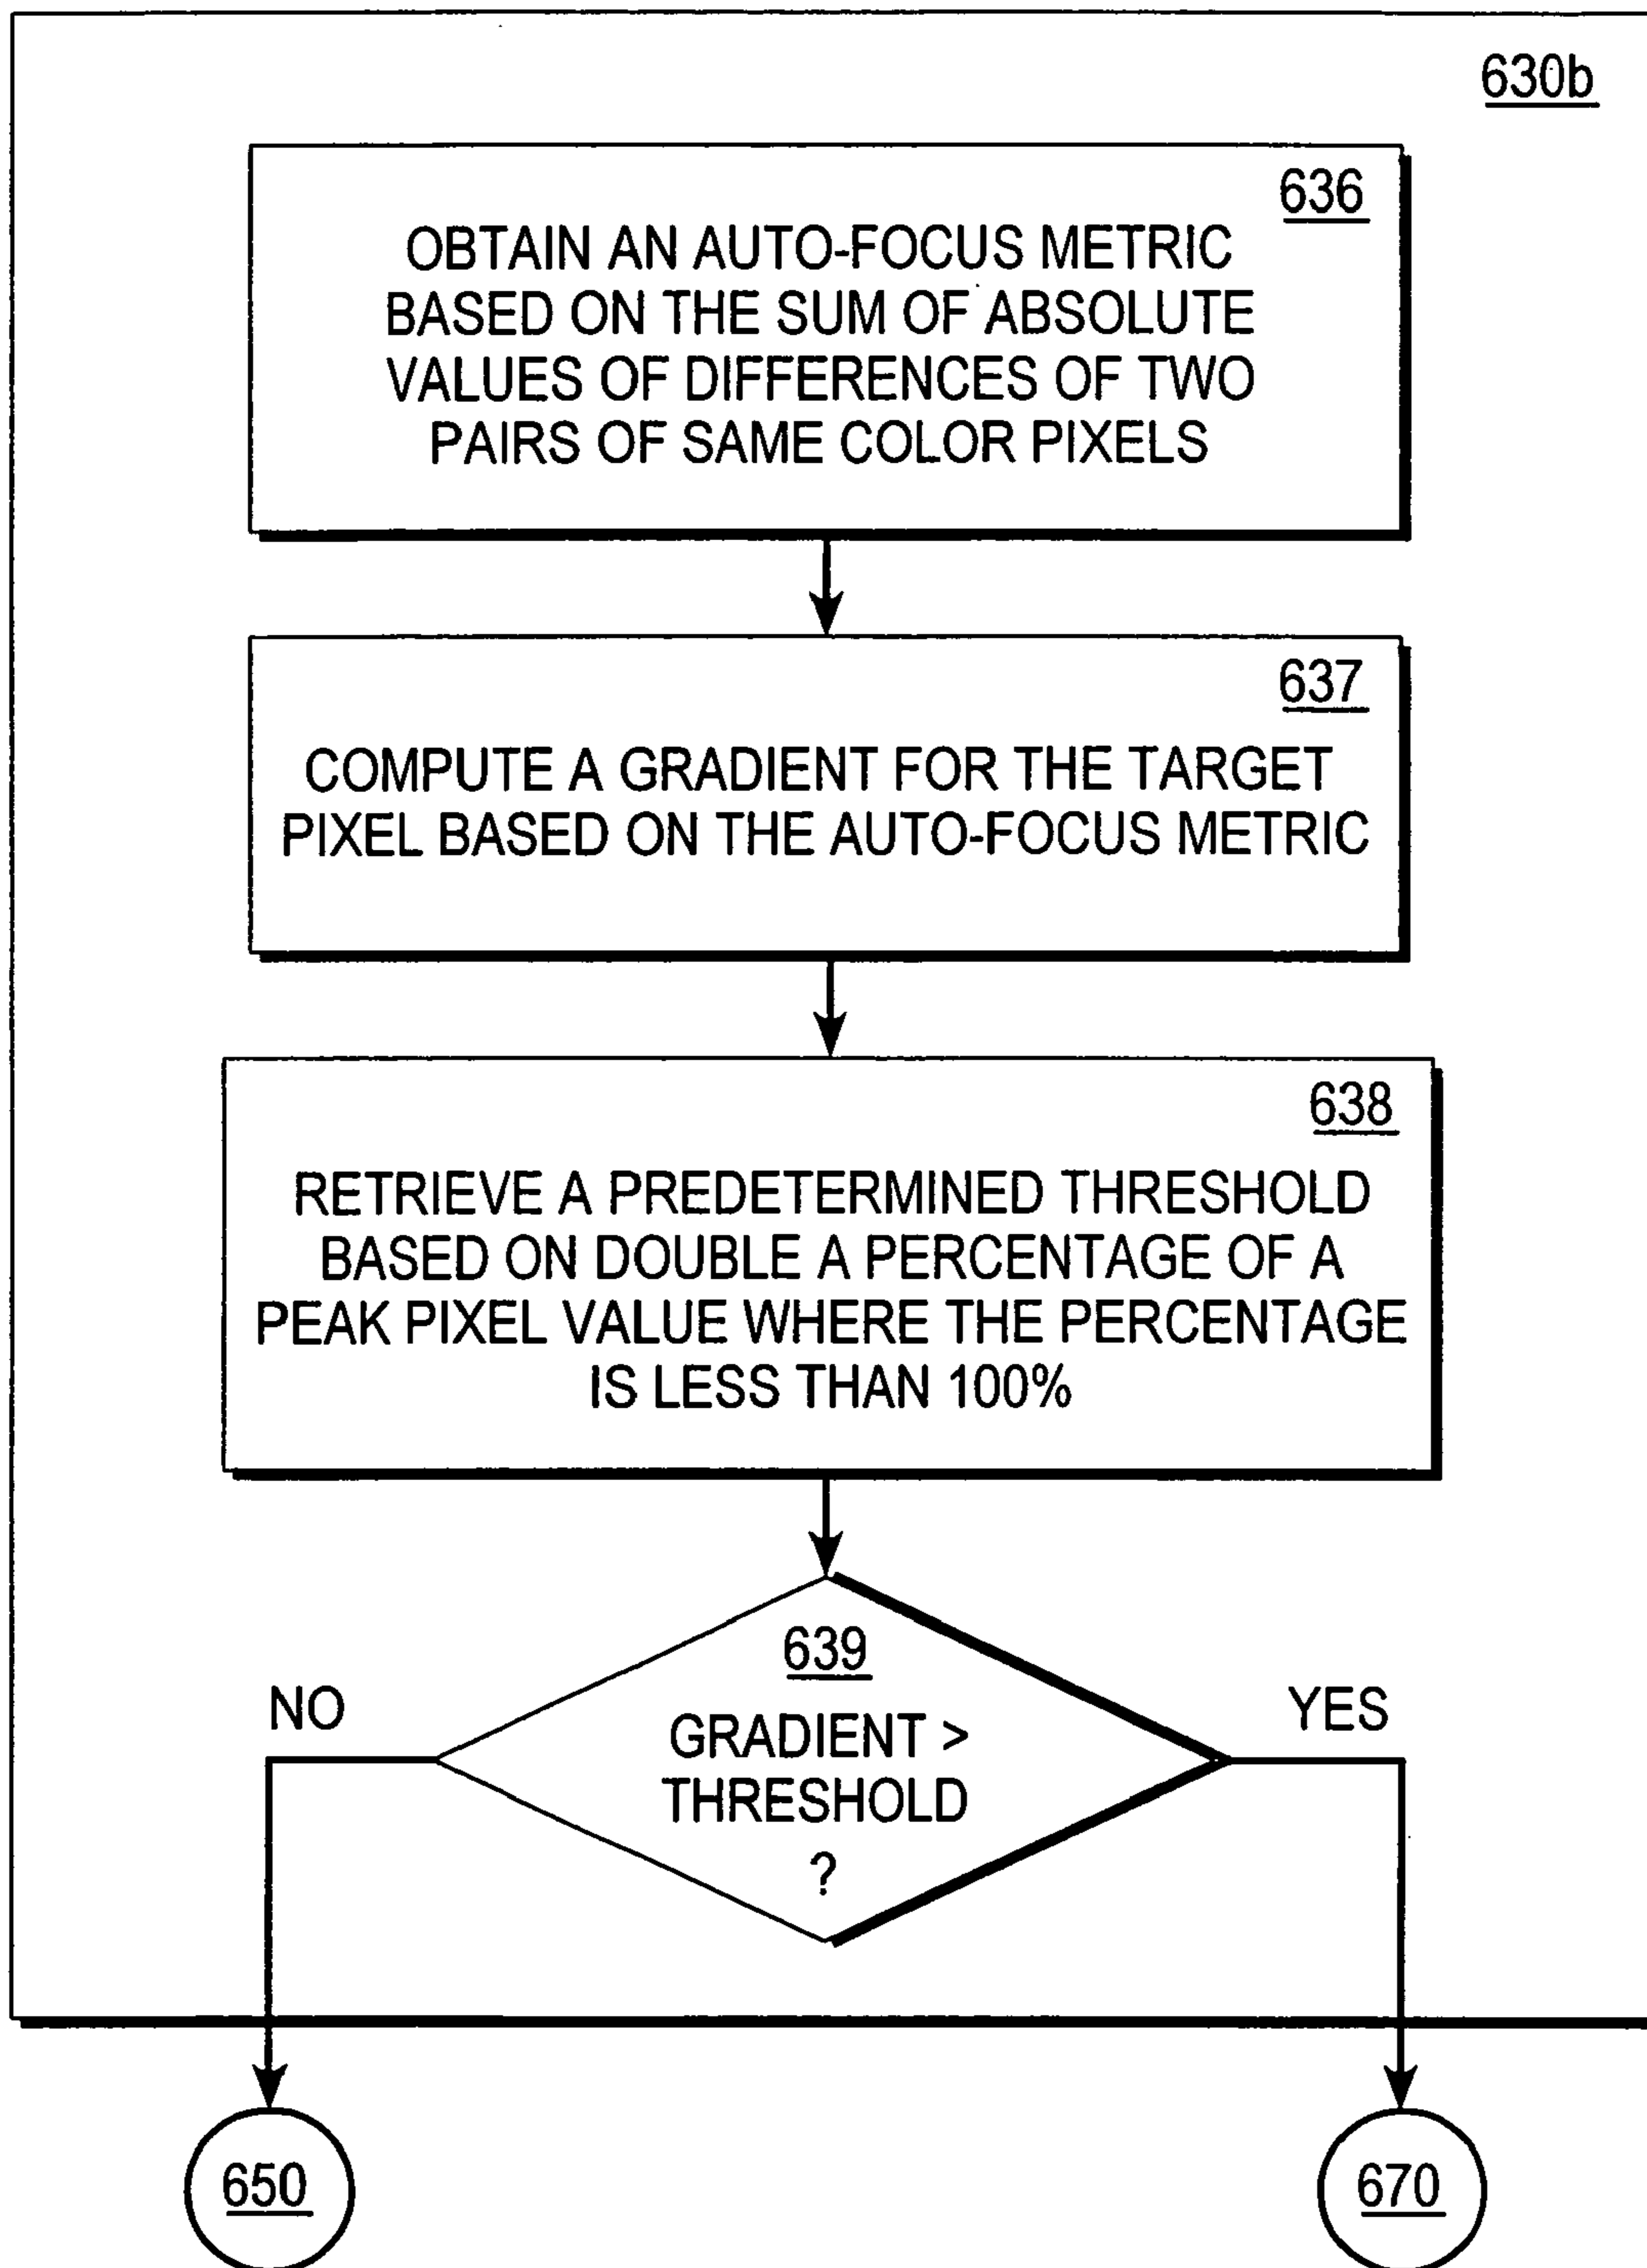 630b
636
OBTAIN AN AUTO-FOCUS METRIC
BASED ON THE SUM OF ABSOLUTE
VALUES OF DIFFERENCES OF TWO
PAIRS OF SAME COLOR PIXELS
637
COMPUTE A GRADIENT FOR THE TARGET
PIXEL BASED ON THE AUTO-FOCUS METRIC
638
RETRIEVE A PREDETERMINED THRESHOLD
BASED ON DOUBLE A PERCENTAGE OF A
PEAK PIXEL VALUE WHERE THE PERCENTAGE
IS LESS THAN 100%
639
NO
YES
GRADIENT >
THRESHOLD
?
650
670